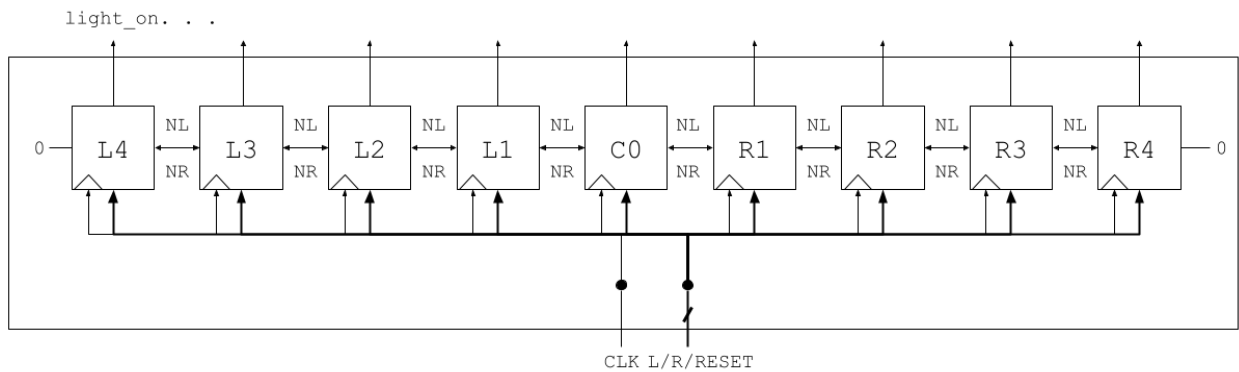 light_on. . .
NL NL NL NL NL NL NL NL
0 L4 L3 L2 L1 C0 R1 R2 R3 R4 0
NR NR NR NR NR NR NR NR
CLK L/R/RESET